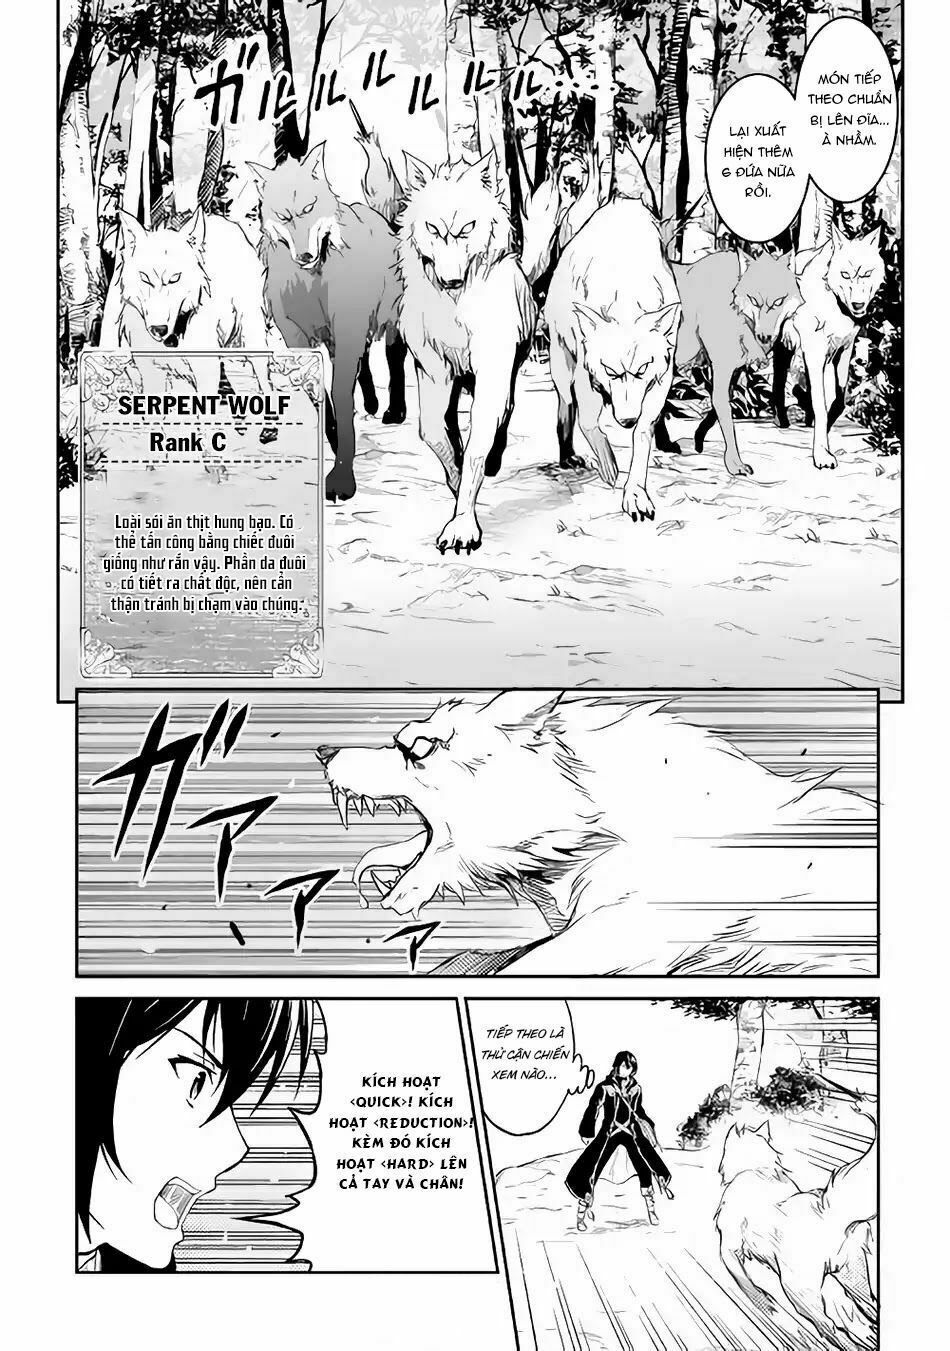 MÓN TIẾP
THEO CHUẨN
BỊ LÊN ĐĨA...
À NHẦM.
LẠI XUẤT
HIỆN THÊM
6 ĐỨA NỮA
RỒI.
ガルルルルルル……
SERPENT WOLF
Rank C
Loài sói ăn thịt hung bạo. Có
thể tấn công bằng chiếc đuôi
giống như rắn vậy. Phần da đuôi
có tiết ra chất độc, nên cẩn
thận tránh bị chạm vào chúng.
ガアアア
TIẾP THEO LÀ
THỬ CẬN CHIẾN
XEM NÀO...
KÍCH HOẠT
<QUICK>! KÍCH
HOẠT <REDUCTION>!
KÈM ĐÓ KÍCH
HOẠT <HARD> LÊN
CẢ TAY VÀ CHÂN!